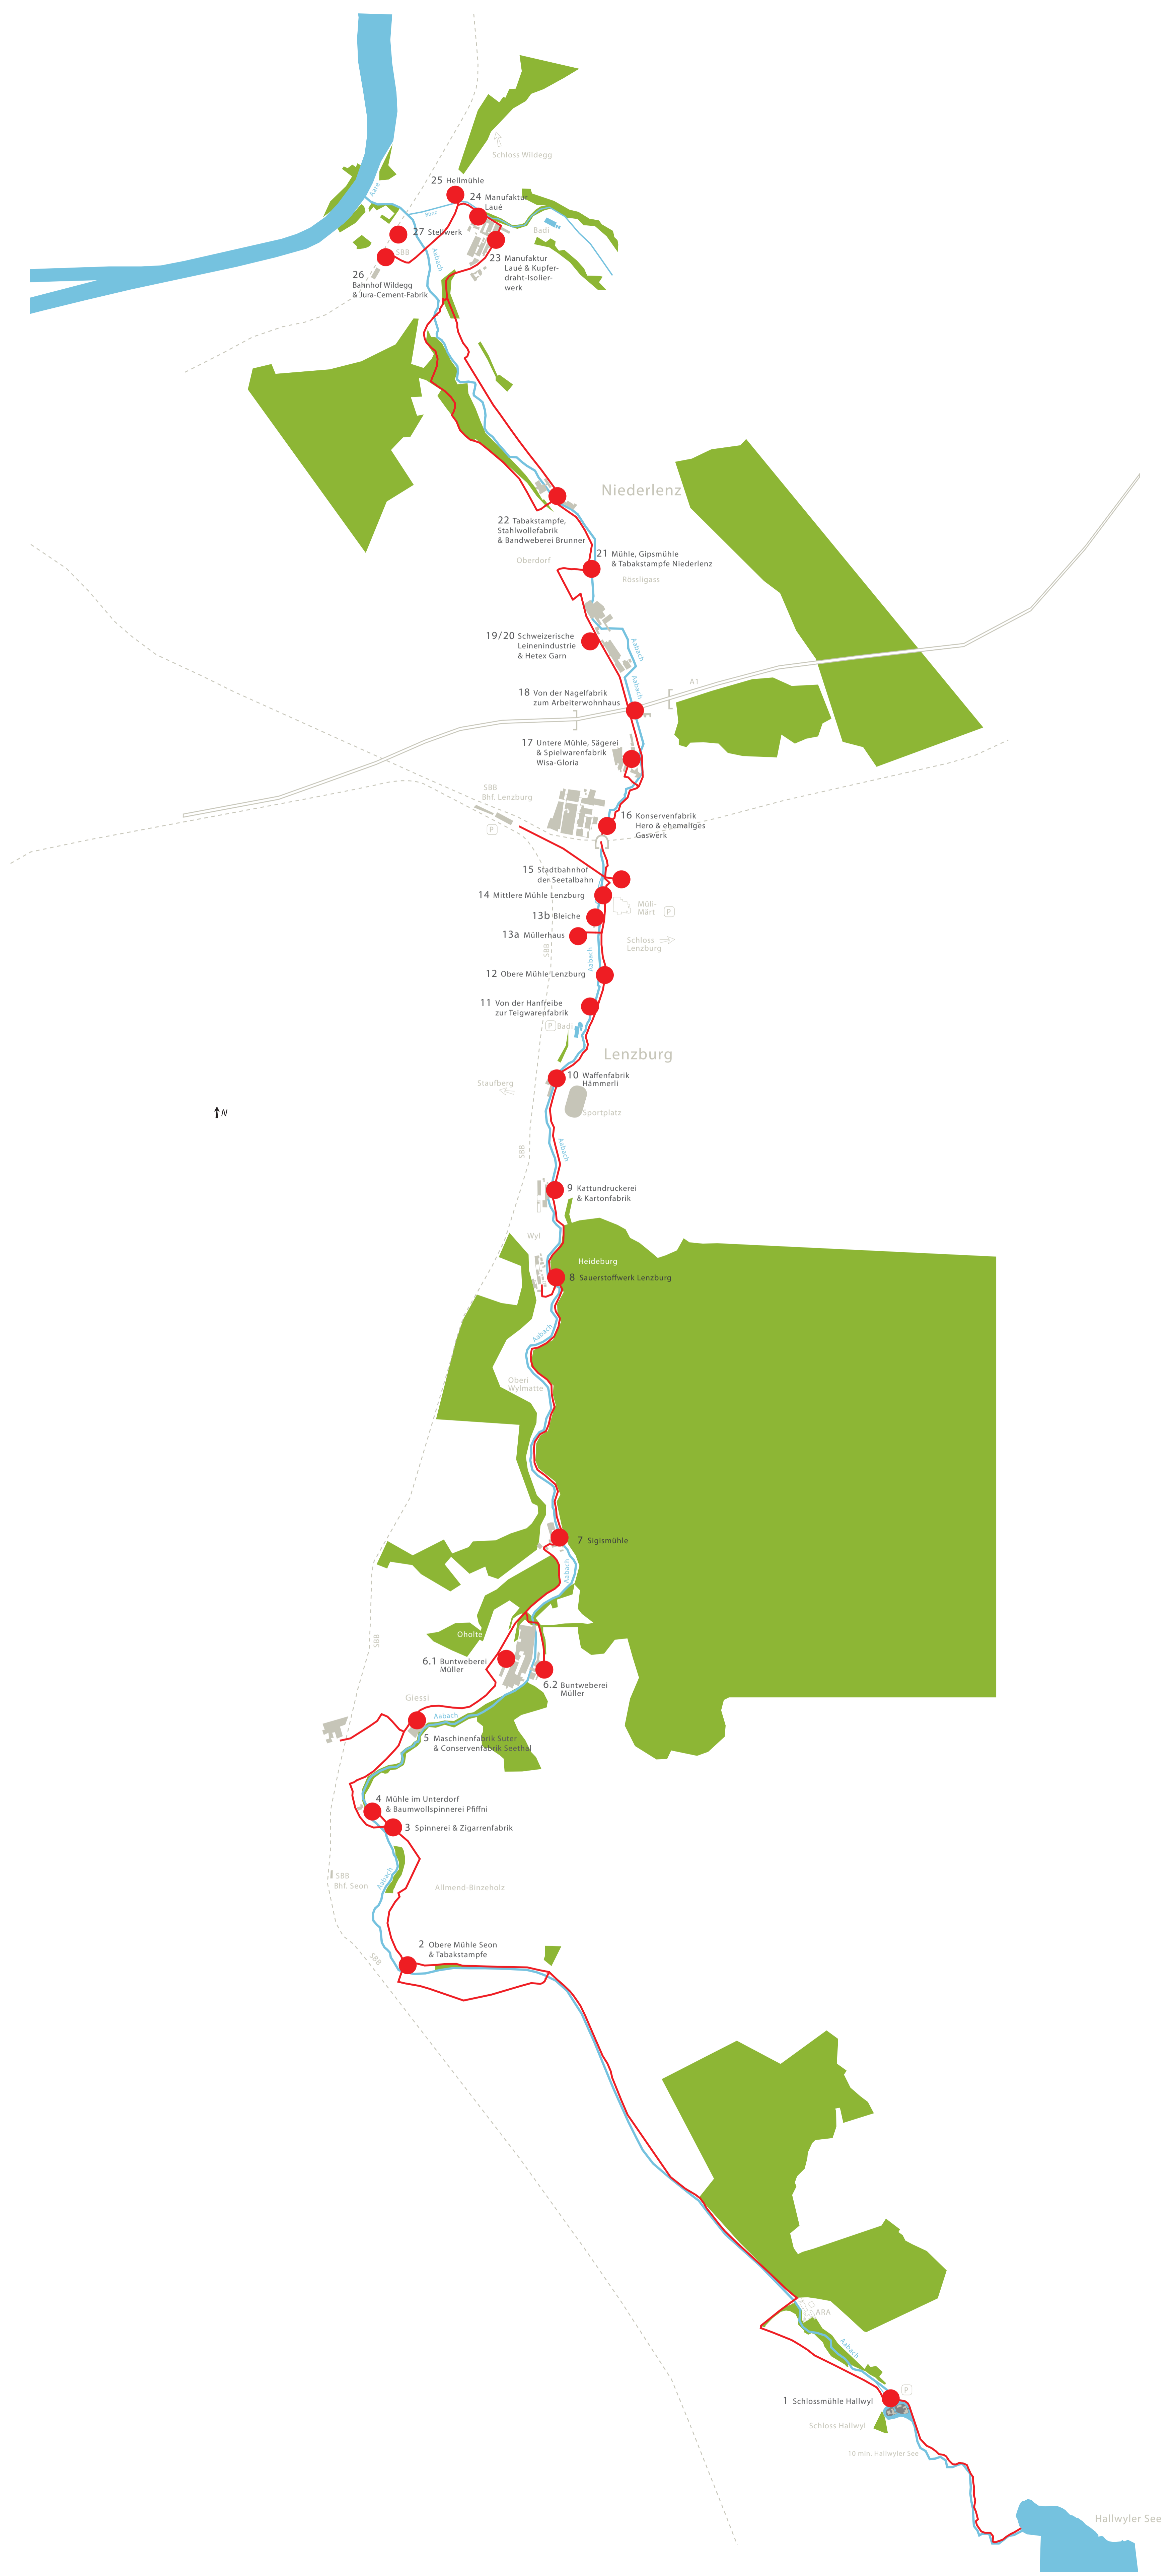 Schloss Wildegg
25 Hellmühle
24 Manufaktur
Laué
Aare
Bünz
Badi
27 Stellwerk
SBB
Aabach
23 Manufaktur
Laué & Kupfer-
draht-Isolier-
werk
26
Bahnhof Wildegg
& Jura-Cement-Fabrik
Niederlenz
22 Tabakstampfe,
Stahlwollefabrik
& Bandweberei Brunner
21 Mühle, Gipsmühle
& Tabakstampfe Niederlenz
Oberdorf
Rössligass
19/20 Schweizerische
Leinenindustrie
& Hetex Garn
Aabach
Aabach
A1
18 Von der Nagelfabrik
zum Arbeiterwohnhaus
17 Untere Mühle, Sägerei
& Spielwarenfabrik
Wisa-Gloria
SBB
Bhf. Lenzburg
P
16 Konservenfabrik
Hero & ehemaliges
Gaswerk
15 Stadtbahnhof
der Seetalbahn
14 Mittlere Mühle Lenzburg
Müli-
Märt P
13b Bleiche
13a Müllerhaus
Schloss
Lenzburg
SBB
Aabach
12 Obere Mühle Lenzburg
11 Von der Hanfreibe
zur Teigwarenfabrik
P Badi
Lenzburg
10 Waffenfabrik
Hämmerli
Staufberg
Sportplatz
N
SBB
Aabach
9 Kattundruckerei
& Kartonfabrik
Wyl
Heideburg
8 Sauerstoffwerk Lenzburg
Aabach
Oberi
Wylmatte
7 Sigismühle
Aabach
SBB
Oholte
6.1 Buntweberei
Müller
6.2 Buntweberei
Müller
Giessi
Aabach
5 Maschinenfabrik Suter
& Conservenfabrik Seethal
4 Mühle im Unterdorf
& Baumwollspinnerei Pfiffni
3 Spinnerei & Zigarrenfabrik
SBB
Bhf. Seon
Aabach
Allmend-Binzeholz
2 Obere Mühle Seon
& Tabakstampfe
SBB
ARA
Aabach
P
1 Schlossmühle Hallwyl
Schloss Hallwyl
10 min. Hallwyler See
Hallwyler See